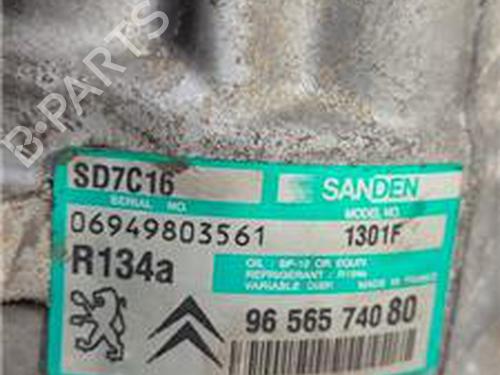 B-PARTS
SD7C16
SANDEN
SERIAL NO.
MODEL NO.
06949803561
1301F
R134a
OIL : SP-10 OR EQUIV.
REFRIGERANT : R134a
VARIABLE DISP. MADE IN FRANCE
96 565 740 80